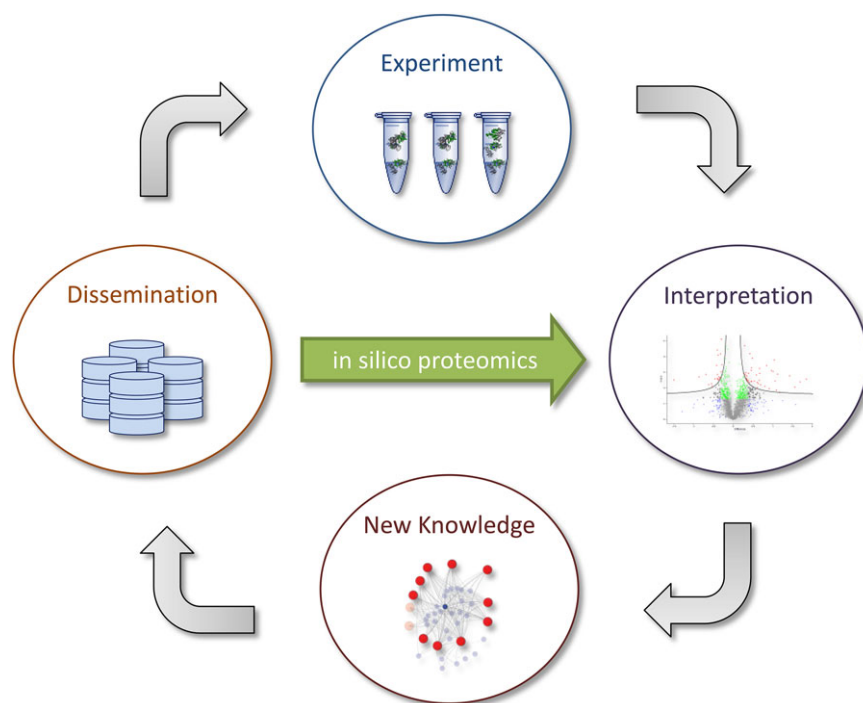 Experiment
Dissemination
in silico proteomics
Interpretation
New Knowledge